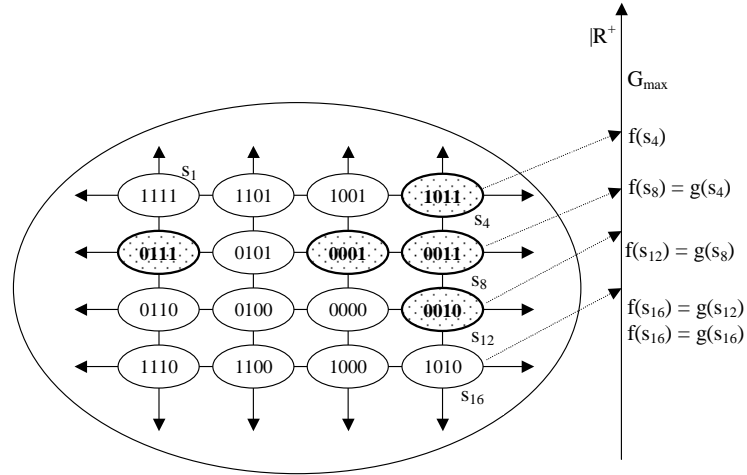 |R+
Gmax
f(s4)
s1
1111 1101 1001 1011
s4
f(s8) = g(s4)
0111 0101 0001 0011
s8
f(s12) = g(s8)
0110 0100 0000 0010
s12
f(s16) = g(s12)
f(s16) = g(s16)
1110 1100 1000 1010
s16